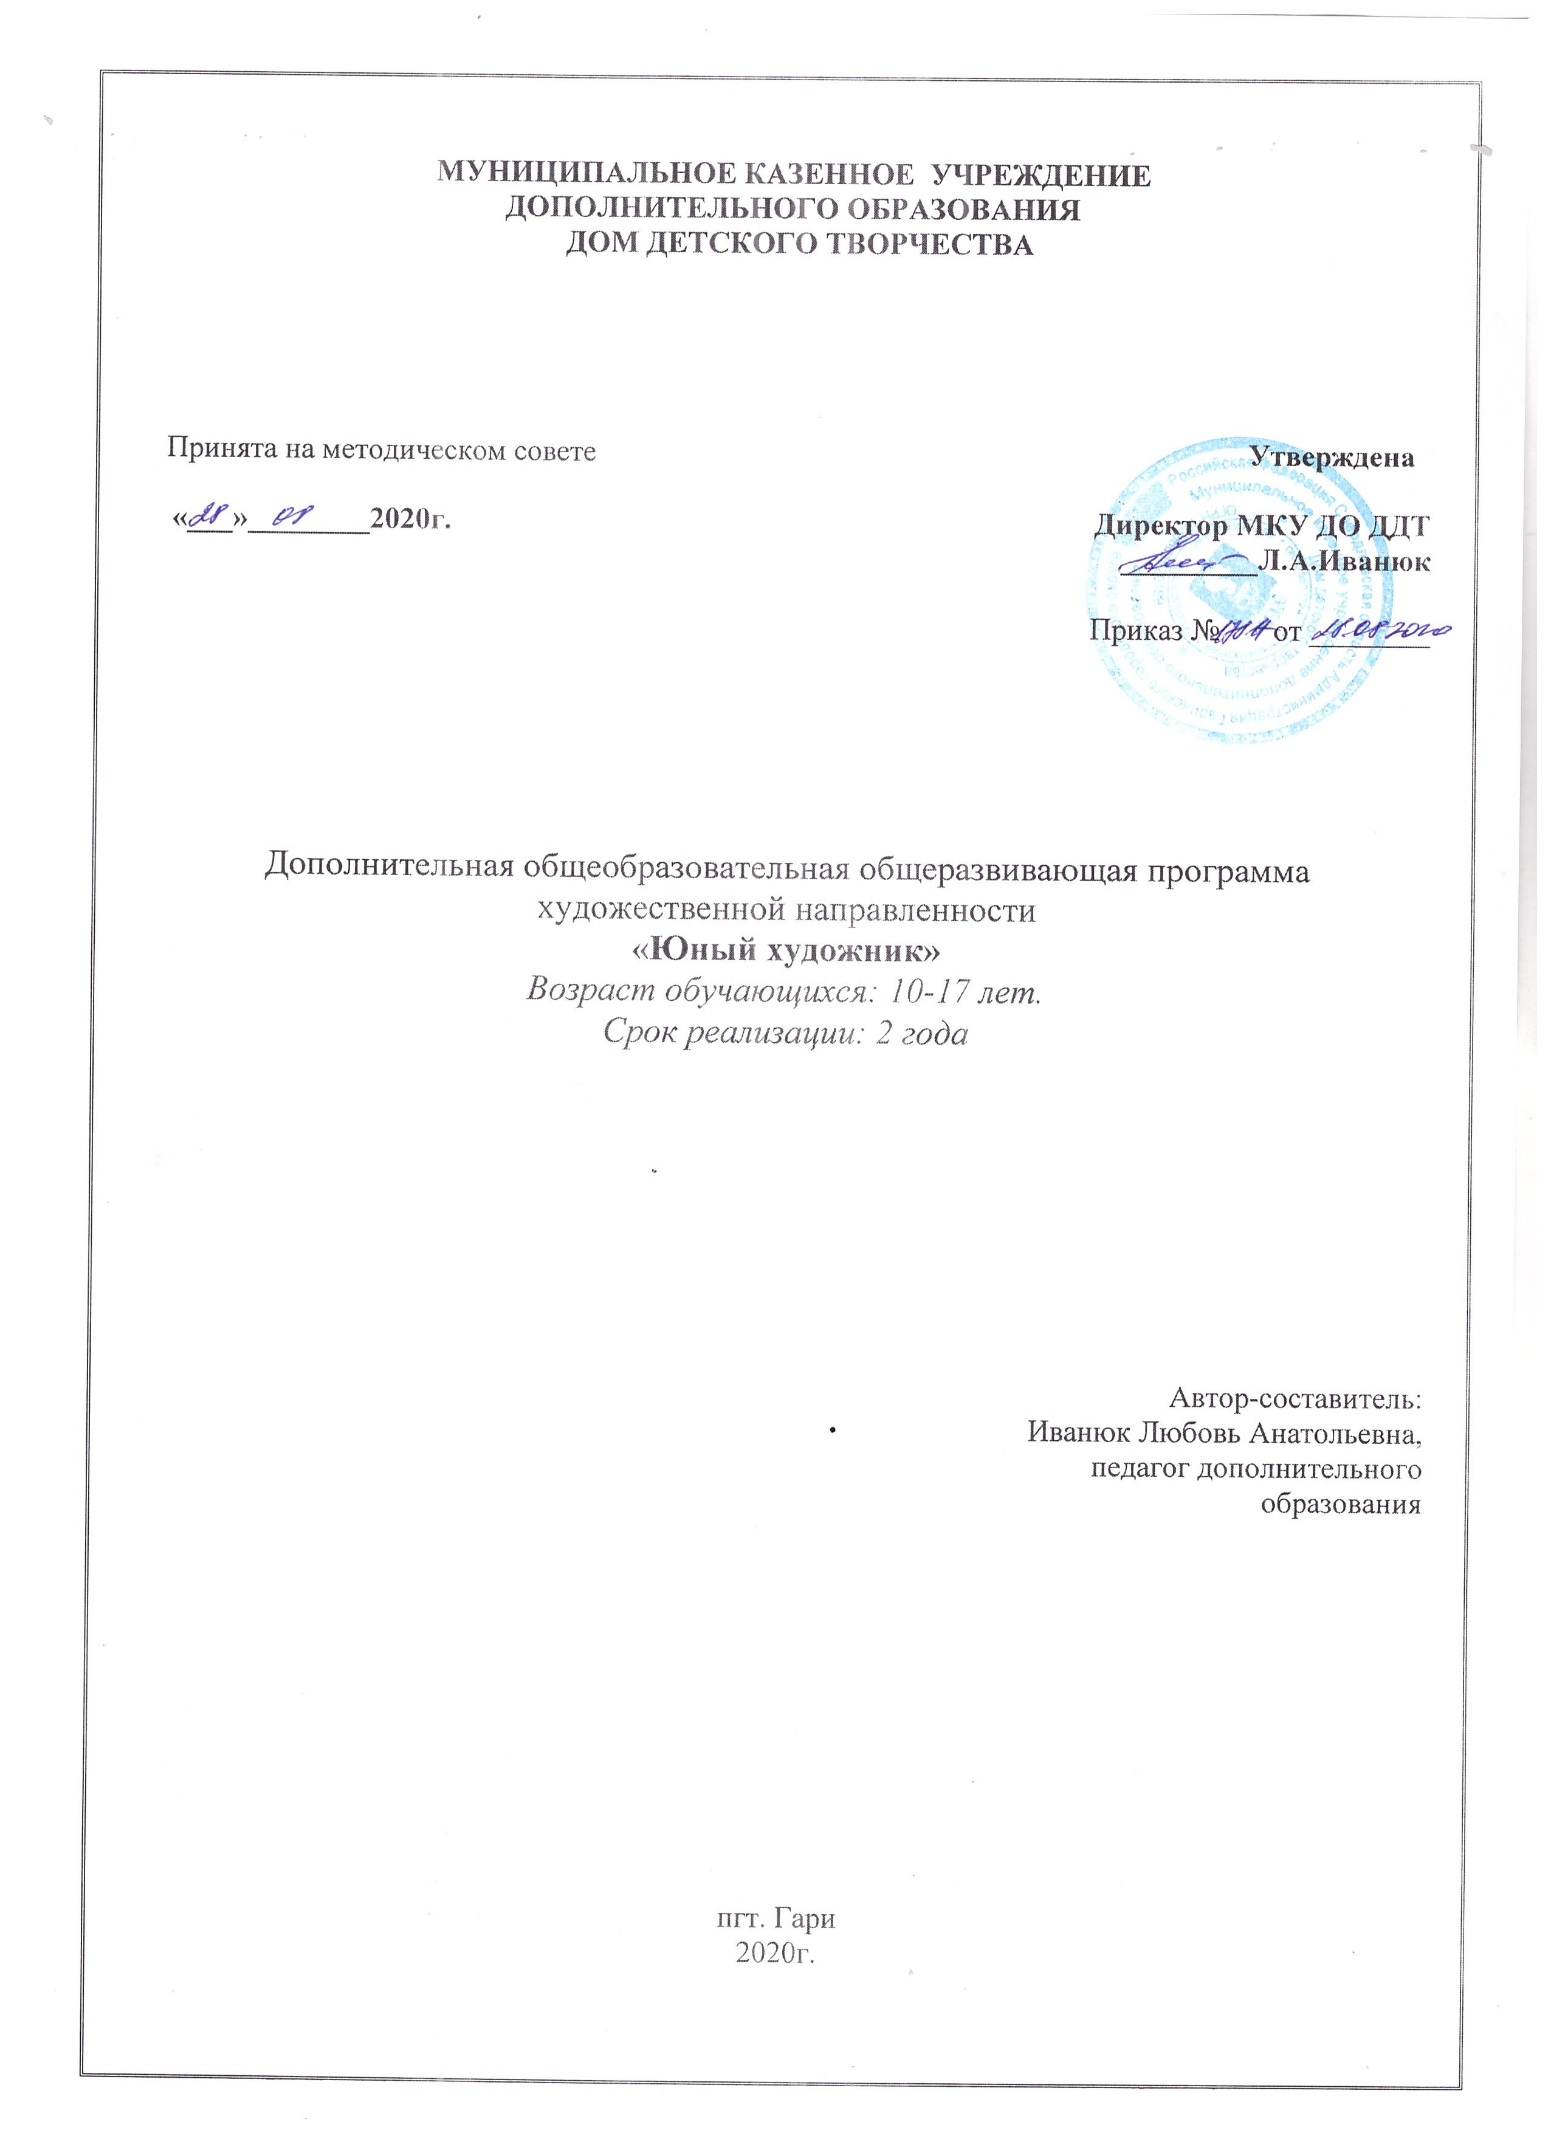 МУНИЦИПАЛЬНОЕ КАЗЕННОЕ  УЧРЕЖДЕНИЕ
ДОПОЛНИТЕЛЬНОГО ОБРАЗОВАНИЯ
ДОМ ДЕТСКОГО ТВОРЧЕСТВА
Принята на методическом совете
Утверждена
«28» 08 2020г.
Директор МКУ ДО ДДТ
Л.А.Иванюк
Приказ № от
Дополнительная общеобразовательная общеразвивающая программа
художественной направленности
«Юный художник»
Возраст обучающихся: 10-17 лет.
Срок реализации: 2 года
Автор-составитель:
Иванюк Любовь Анатольевна,
педагог дополнительного
образования
пгт. Гари
2020г.